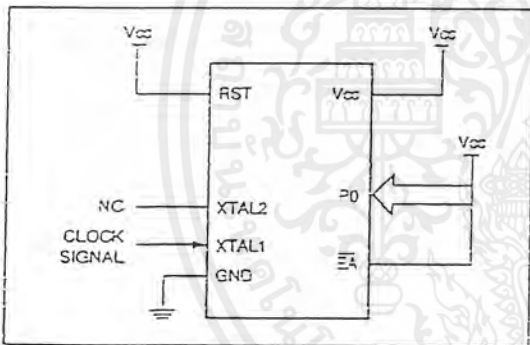 Vcc
Vcc
RST
Vcc
Vcc
P0
NC
XTAL2
CLOCK
SIGNAL
XTAL1
EA
GND